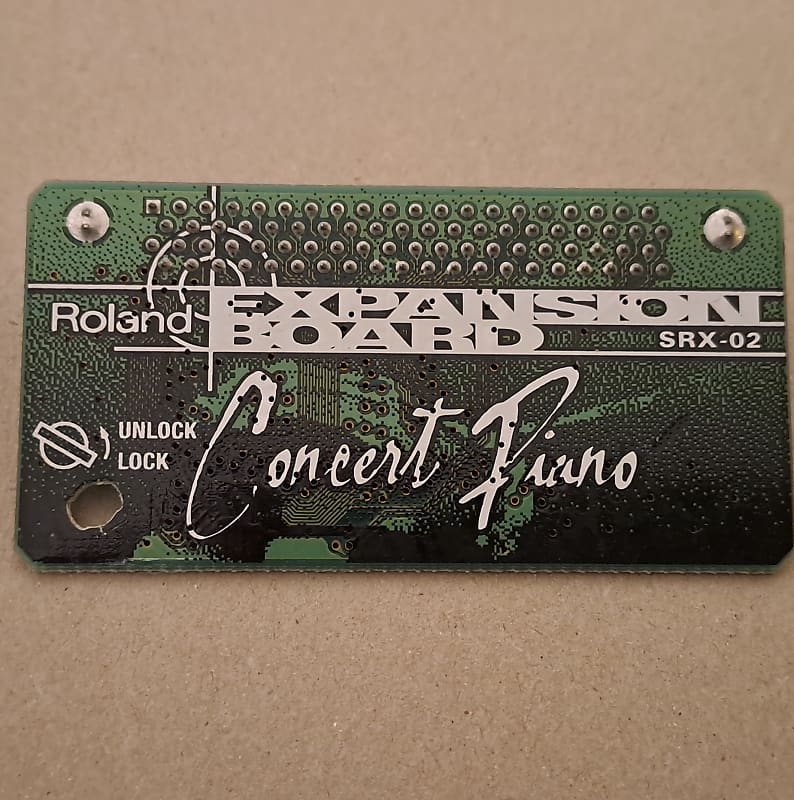 Roland EXPANSION
BOARD SRX-02
UNLOCK
LOCK
Concert Piano